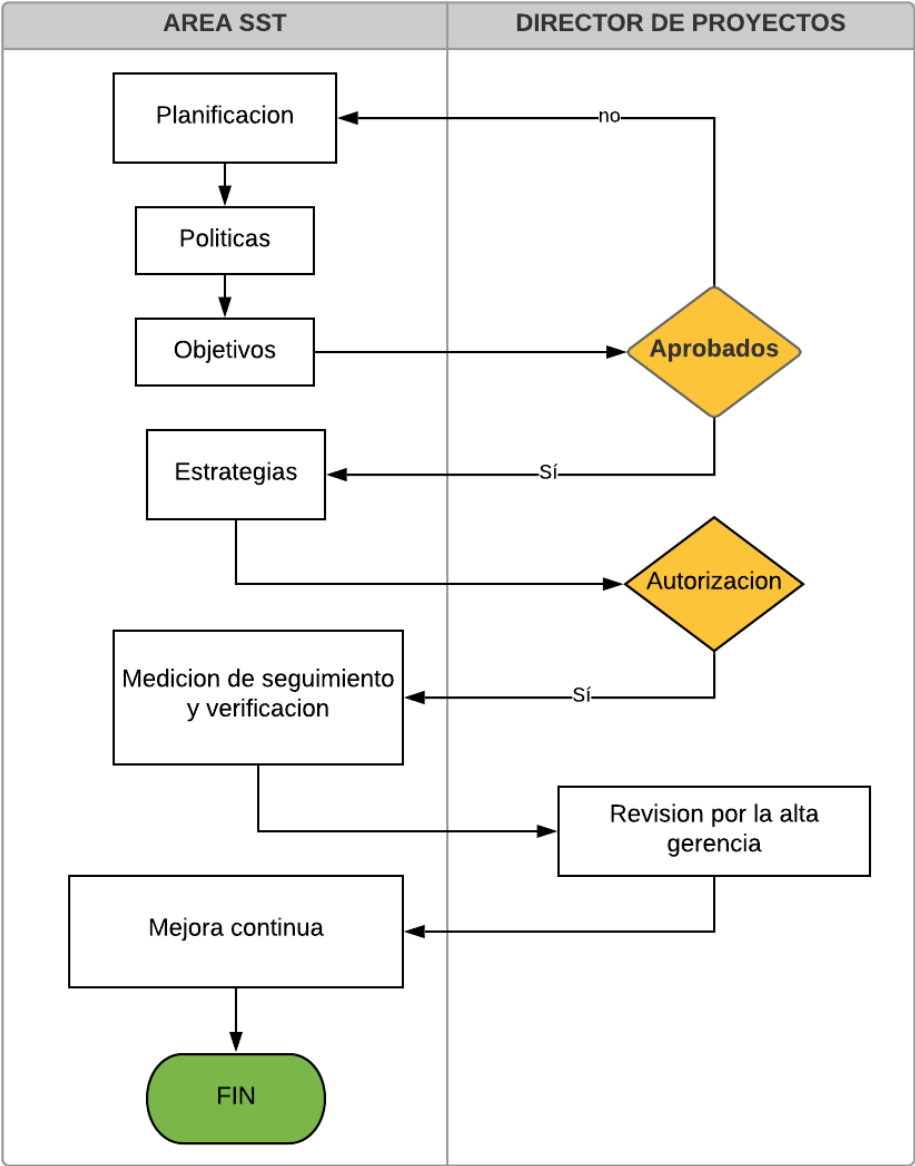 AREA SST
DIRECTOR DE PROYECTOS
Planificacion
no
Politicas
Objetivos
Aprobados
Estrategias
Sí
Autorizacion
Medicion de seguimiento
y verificacion
Sí
Revision por la alta
gerencia
Mejora continua
FIN